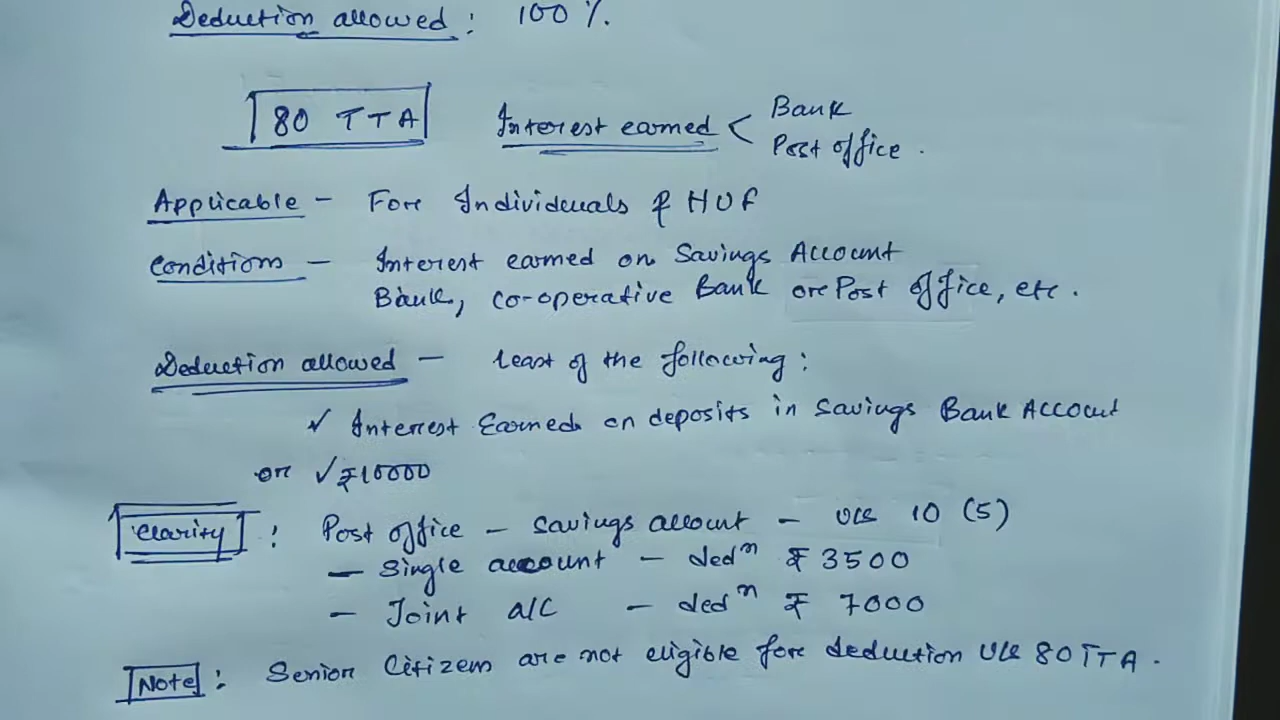 Deduction allowed : 100 %.
80 TTA Interest earned < Bank
Post office .
Applicable - For Individuals & HUF
Conditions - Interest earned on Savings Account
Bank, co-operative Bank or Post office, etc .
Deduction allowed - least of the following :
✓ Interest Earned on deposits in Savings Bank Account
or ✓ ₹10000
Clarity : Post office - savings account - U/s 10 (5)
- Single account - dedⁿ ₹ 3500
- Joint a/c - dedⁿ ₹ 7000
Note : Senior Citizen are not eligible for deduction U/s 80 TTA .